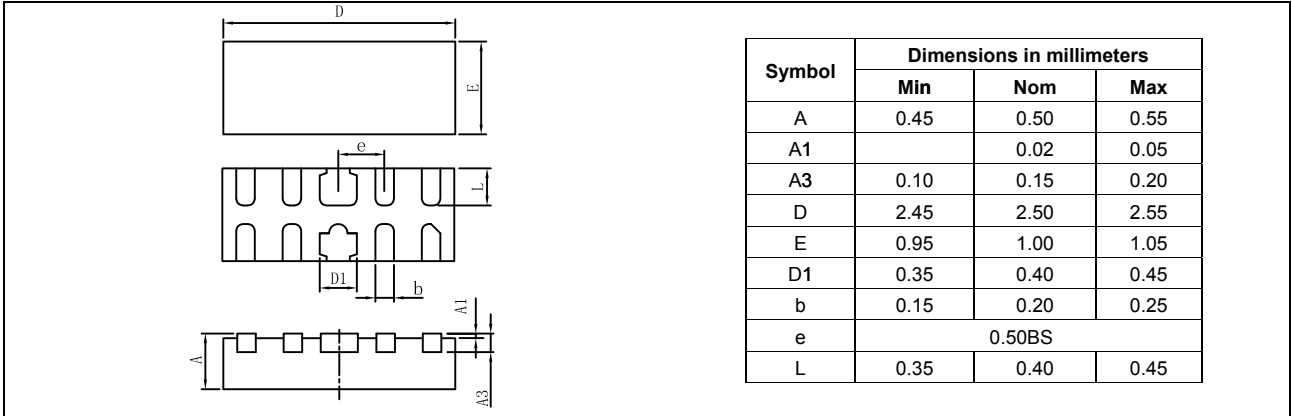 D
E
e
L
D1
b
A1
A
A3
Symbol Dimensions in millimeters
Min Nom Max
A 0.45 0.50 0.55
A1 0.02 0.05
A3 0.10 0.15 0.20
D 2.45 2.50 2.55
E 0.95 1.00 1.05
D1 0.35 0.40 0.45
b 0.15 0.20 0.25
e 0.50BS
L 0.35 0.40 0.45